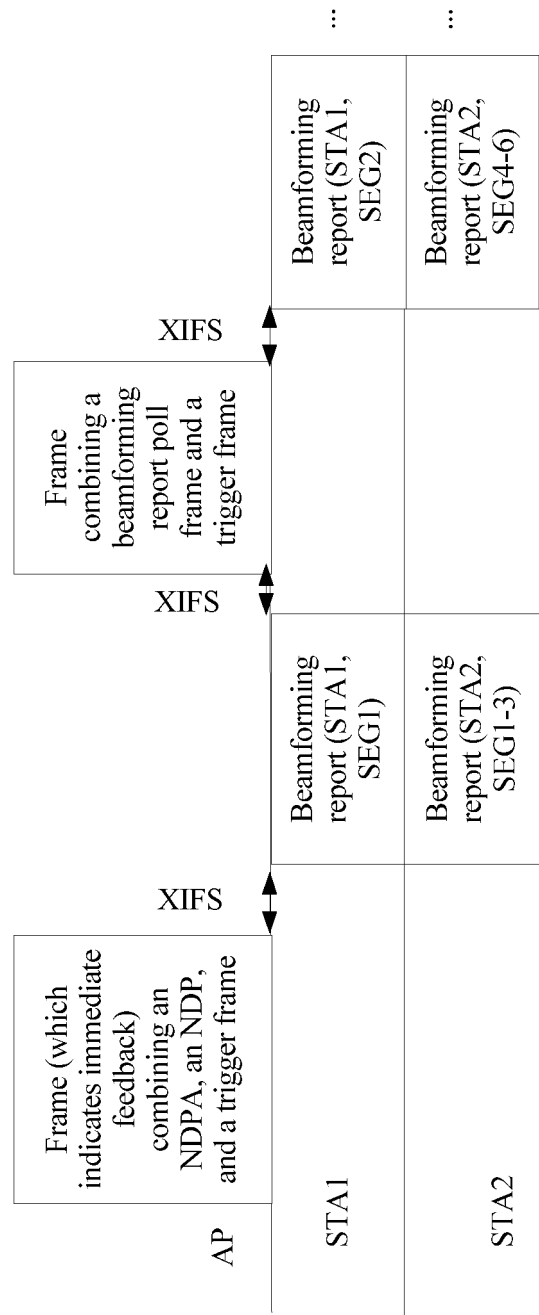 AP
Frame (which
indicates immediate
feedback)
combining an
NDPA, an NDP,
and a trigger frame
XIFS
XIFS
Frame
combining a
beamforming
report poll
frame and a
trigger frame
XIFS
STA1
Beamforming
report (STA1,
SEG1)
Beamforming
report (STA1,
SEG2)
...
STA2
Beamforming
report (STA2,
SEG1-3)
Beamforming
report (STA2,
SEG4-6)
...